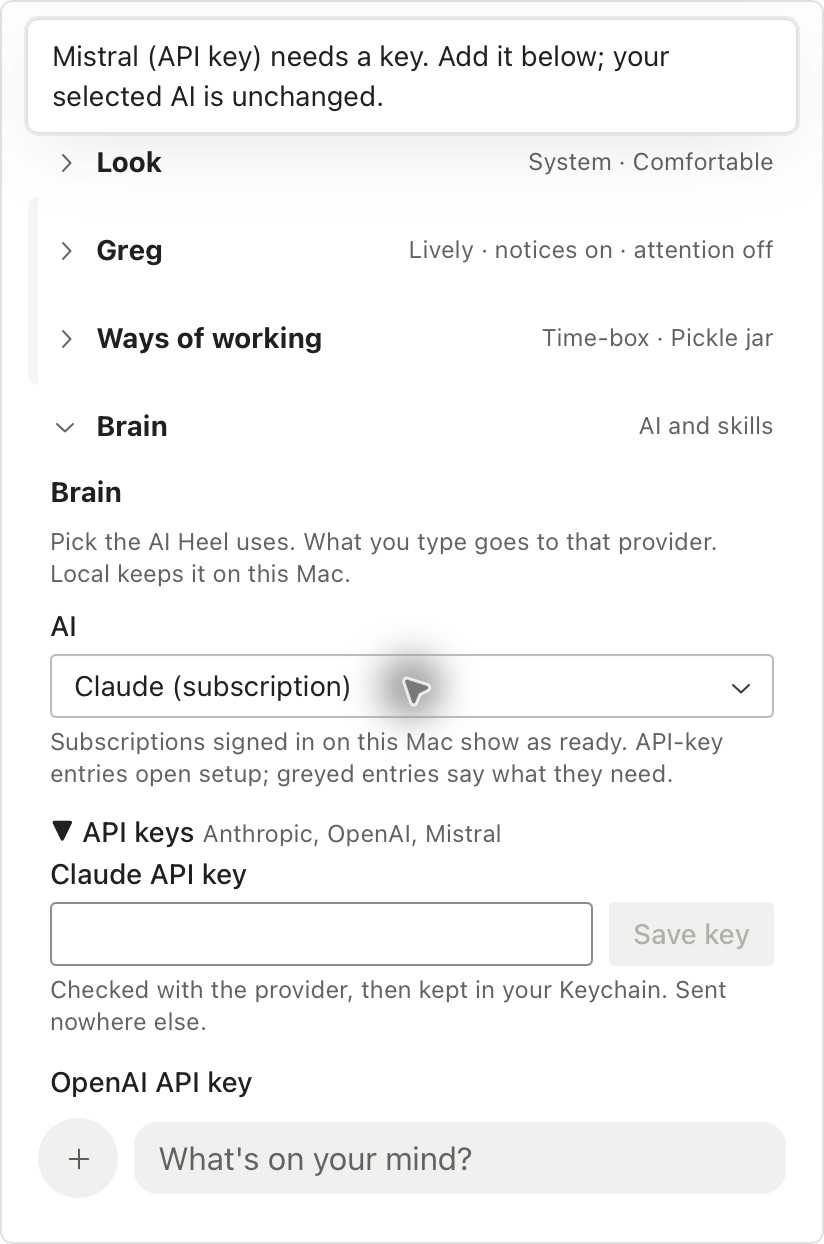 Mistral (API key) needs a key. Add it below; your
selected AI is unchanged.
Look
System · Comfortable
Greg
Lively · notices on · attention off
Ways of working
Time-box · Pickle jar
Brain
AI and skills
Brain
Pick the AI Heel uses. What you type goes to that provider.
Local keeps it on this Mac.
AI
Claude (subscription)
Subscriptions signed in on this Mac show as ready. API-key
entries open setup; greyed entries say what they need.
API keys Anthropic, OpenAI, Mistral
Claude API key
Save key
Checked with the provider, then kept in your Keychain. Sent
nowhere else.
OpenAI API key
What's on your mind?